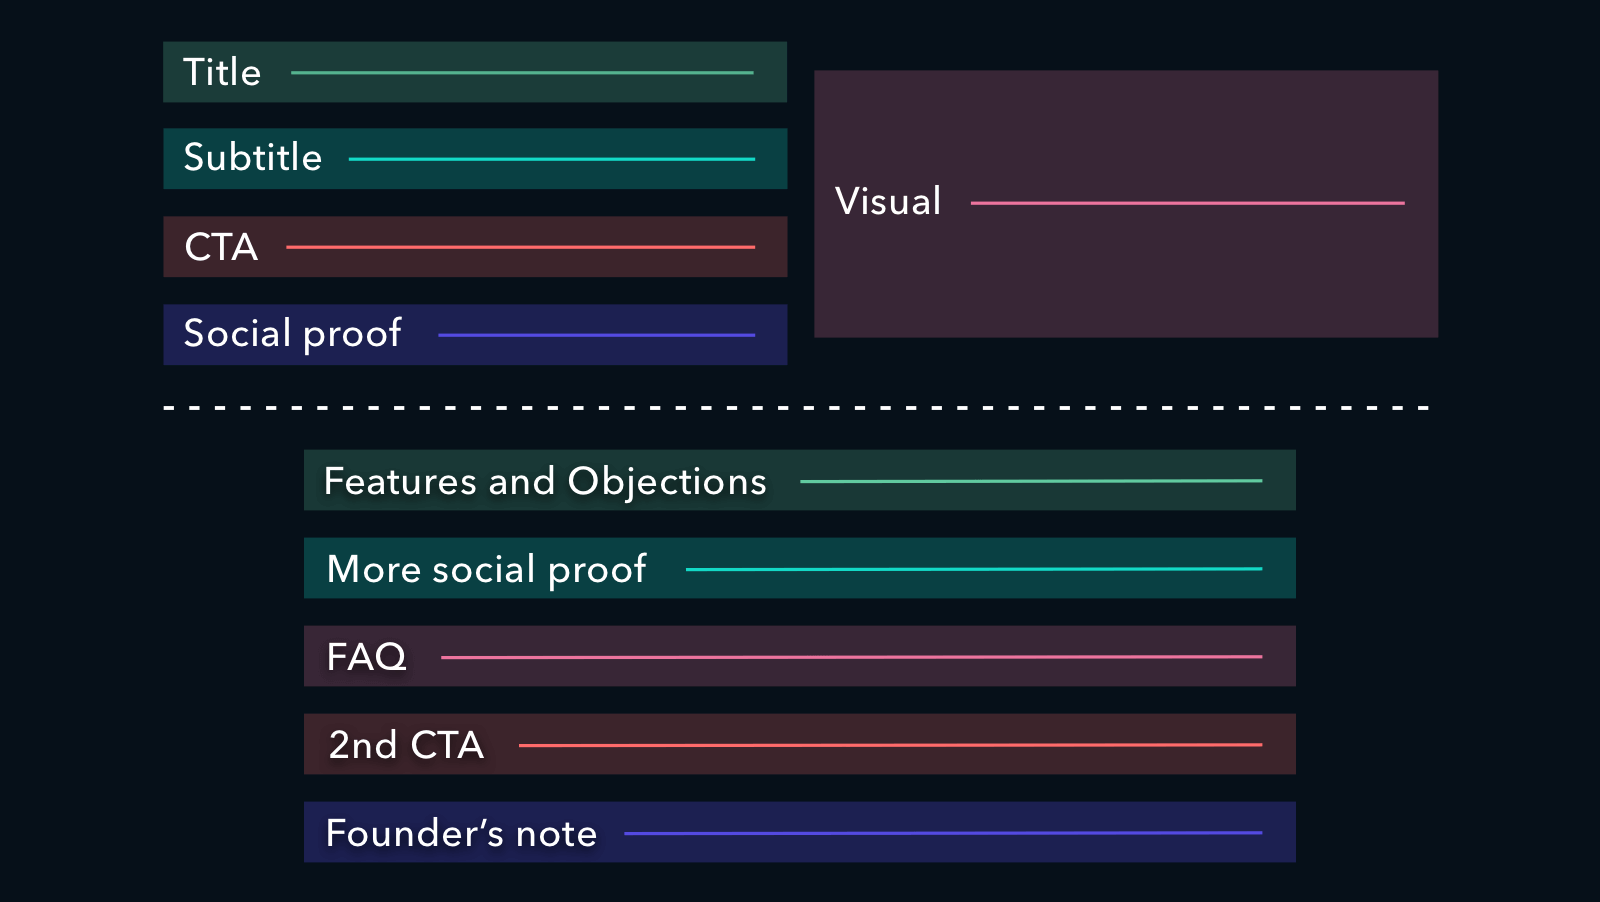 Title
Subtitle
CTA
Social proof
Visual
Features and Objections
More social proof
FAQ
2nd CTA
Founder’s note